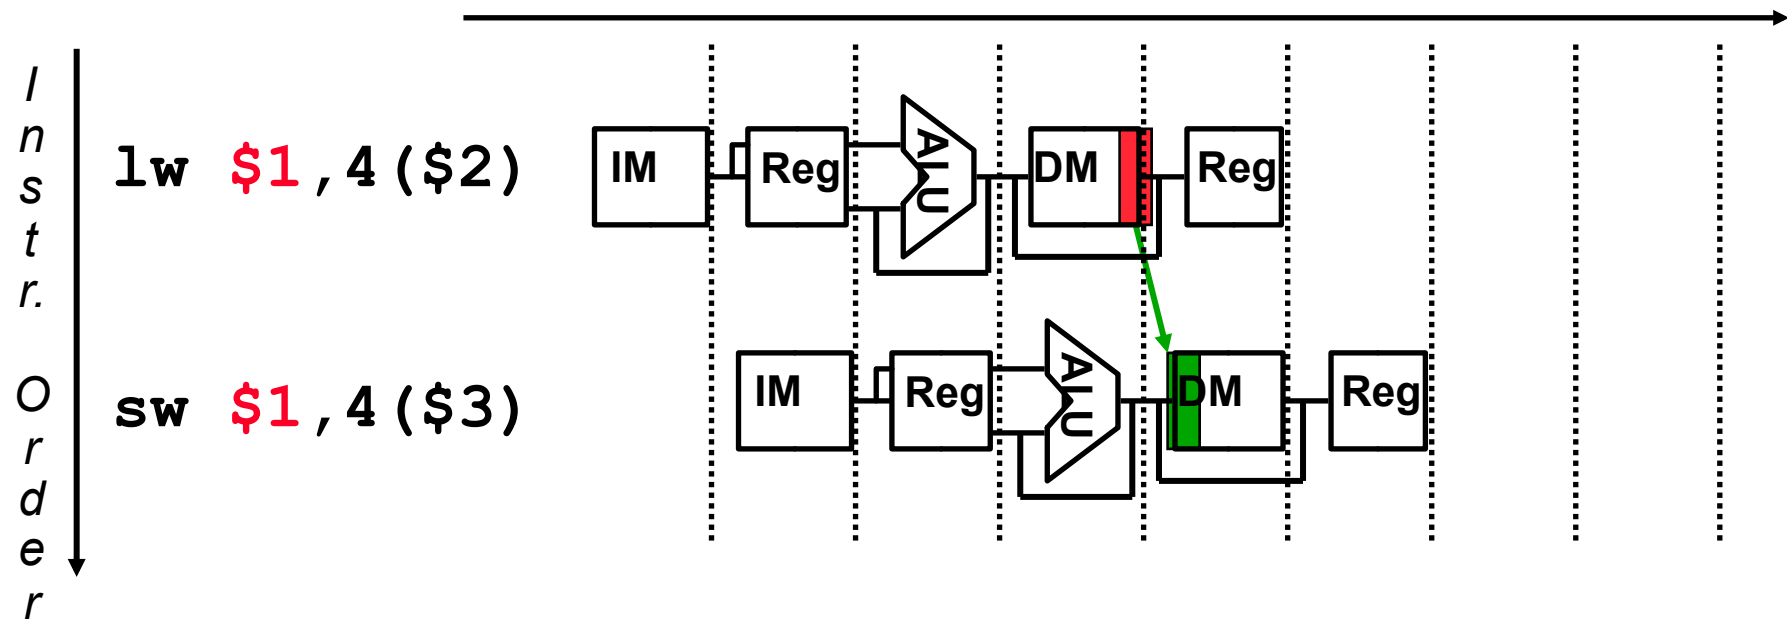 Instr. Order
lw $1,4($2)
IM
Reg
ALU
DM
Reg
sw $1,4($3)
IM
Reg
ALU
DM
Reg